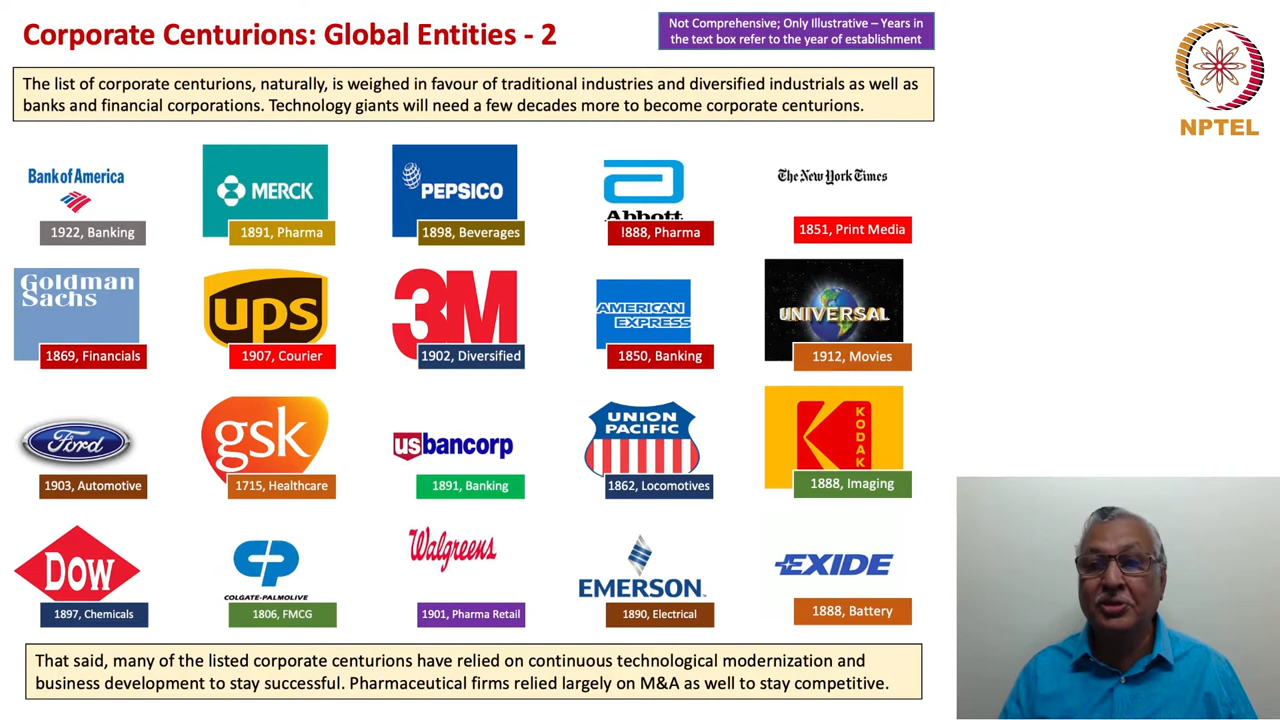 Corporate Centurions: Global Entities - 2
Not Comprehensive; Only Illustrative – Years in
the text box refer to the year of establishment
NPTEL
The list of corporate centurions, naturally, is weighed in favour of traditional industries and diversified industrials as well as
banks and financial corporations. Technology giants will need a few decades more to become corporate centurions.
Bank of America
1922, Banking
MERCK
1891, Pharma
PEPSICO
1898, Beverages
Abbott
!888, Pharma
The New York Times
1851, Print Media
Goldman
Sachs
1869, Financials
ups
1907, Courier
3M
1902, Diversified
AMERICAN
EXPRESS
1850, Banking
UNIVERSAL
1912, Movies
Ford
1903, Automotive
gsk
1715, Healthcare
usbancorp
1891, Banking
UNION
PACIFIC
1862, Locomotives
KODAK
1888, Imaging
DOW
1897, Chemicals
CP
COLGATE-PALMOLIVE
1806, FMCG
Walgreens
1901, Pharma Retail
EMERSON
1890, Electrical
EXIDE
1888, Battery
That said, many of the listed corporate centurions have relied on continuous technological modernization and
business development to stay successful. Pharmaceutical firms relied largely on M&A as well to stay competitive.